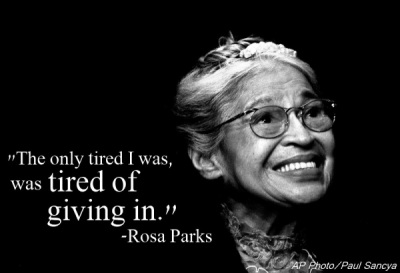 "The only tired I was,
was tired of
giving in."
-Rosa Parks
AP Photo/Paul Sancya